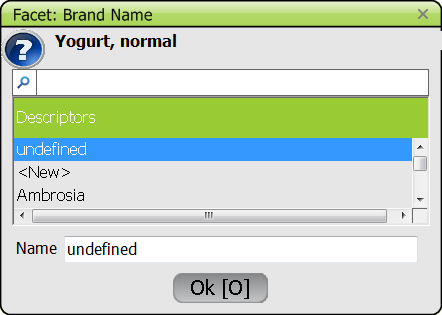 Facet: Brand Name
Yogurt, normal
Descriptors
undefined
<New>
Ambrosia
Name undefined
Ok [O]